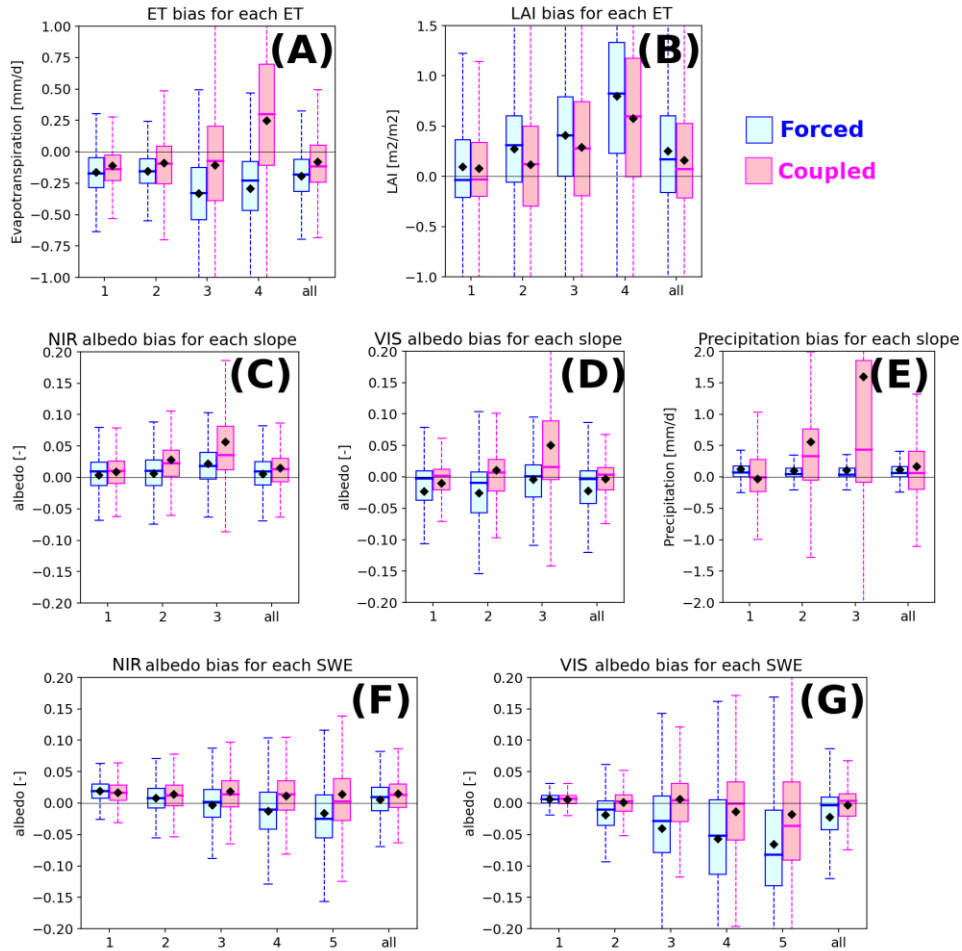 ET bias for each ET
(A)
Evapotranspiration [mm/d]
1.00
0.75
0.50
0.25
0.00
−0.25
−0.50
−0.75
−1.00
1 2 3 4 all
LAI bias for each ET
(B)
LAI [m2/m2]
1.5
1.0
0.5
0.0
−0.5
−1.0
1 2 3 4 all
Forced
Coupled
NIR albedo bias for each slope
(C)
albedo [-]
0.20
0.15
0.10
0.05
0.00
−0.05
−0.10
−0.15
−0.20
1 2 3 all
VIS albedo bias for each slope
(D)
albedo [-]
0.20
0.15
0.10
0.05
0.00
−0.05
−0.10
−0.15
−0.20
1 2 3 all
Precipitation bias for each slope
(E)
Precipitation [mm/d]
2.0
1.5
1.0
0.5
0.0
−0.5
−1.0
−1.5
−2.0
1 2 3 all
NIR albedo bias for each SWE
(F)
albedo [-]
0.20
0.15
0.10
0.05
0.00
−0.05
−0.10
−0.15
−0.20
1 2 3 4 5 all
VIS albedo bias for each SWE
(G)
albedo [-]
0.20
0.15
0.10
0.05
0.00
−0.05
−0.10
−0.15
−0.20
1 2 3 4 5 all